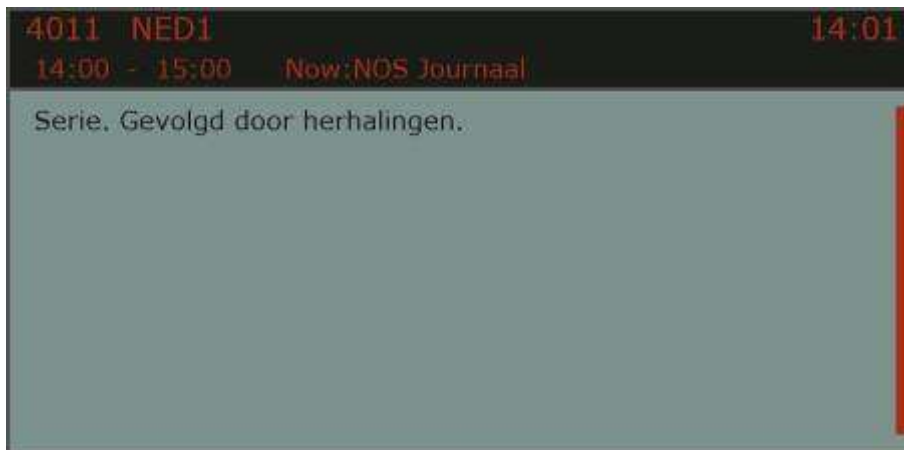 4011 NED1 14:01
14:00 - 15:00 Now:NOS Journaal
Serie. Gevolgd door herhalingen.